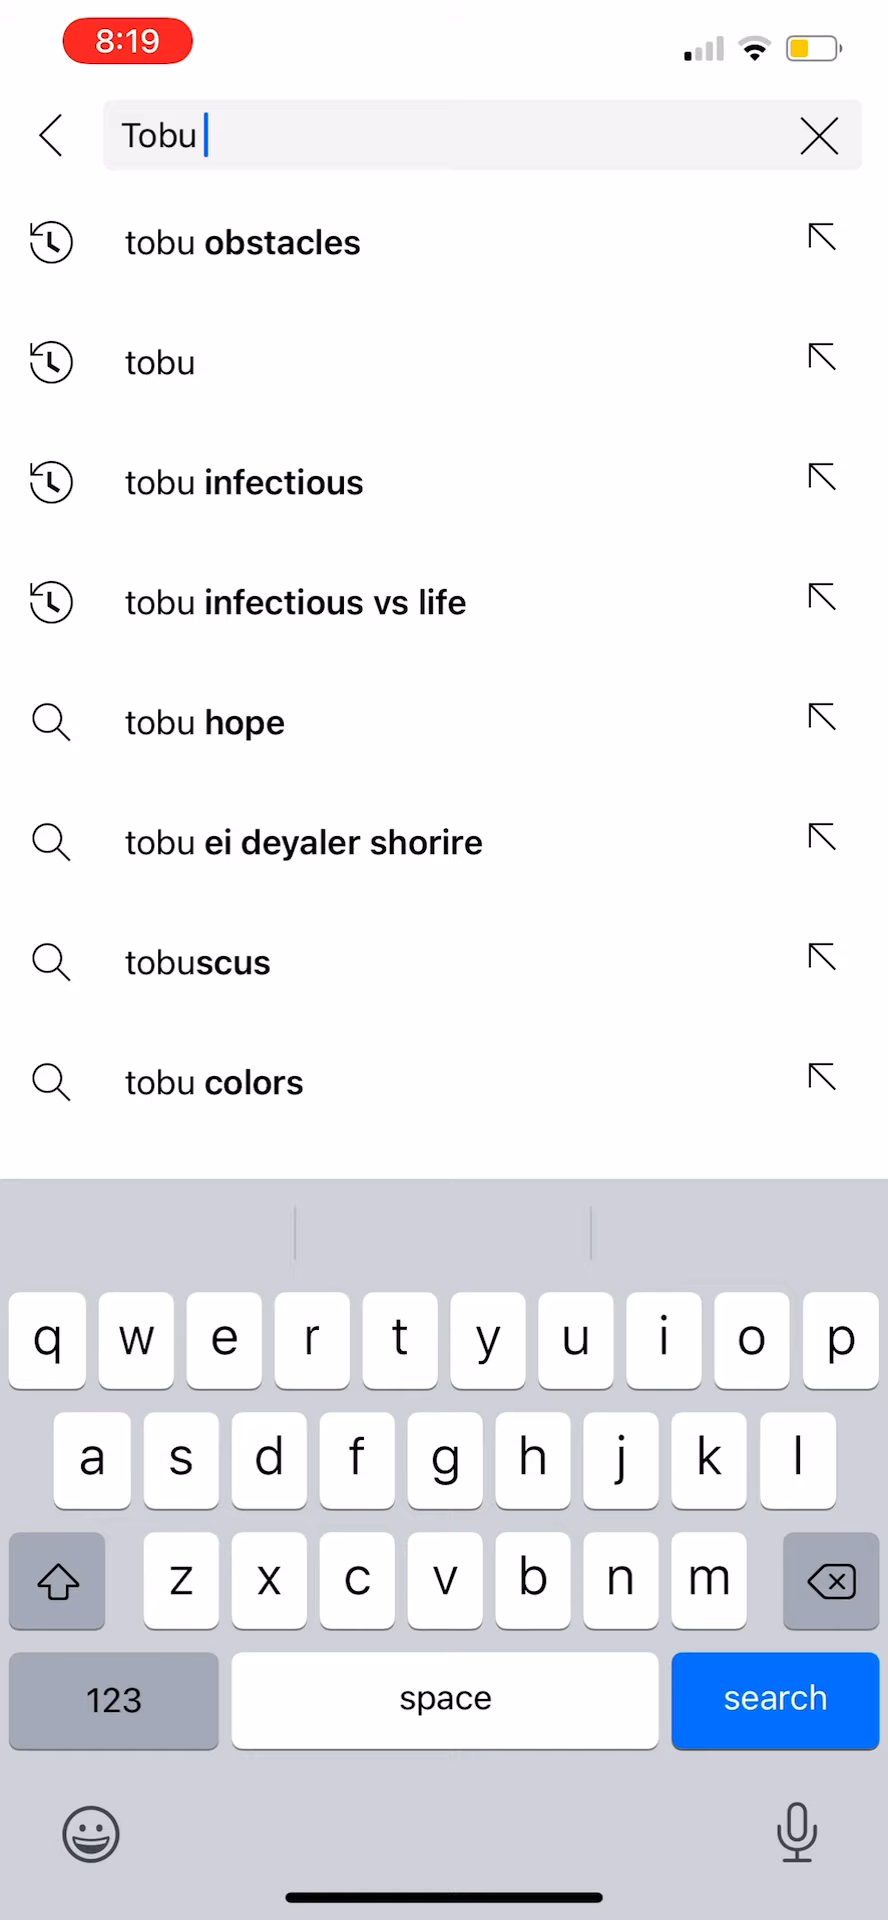 8:19
Tobu
tobu obstacles
tobu
tobu infectious
tobu infectious vs life
tobu hope
tobu ei deyaler shorire
tobuscus
tobu colors
q w e r t y u i o p
a s d f g h j k l
z x c v b n m
123 space search